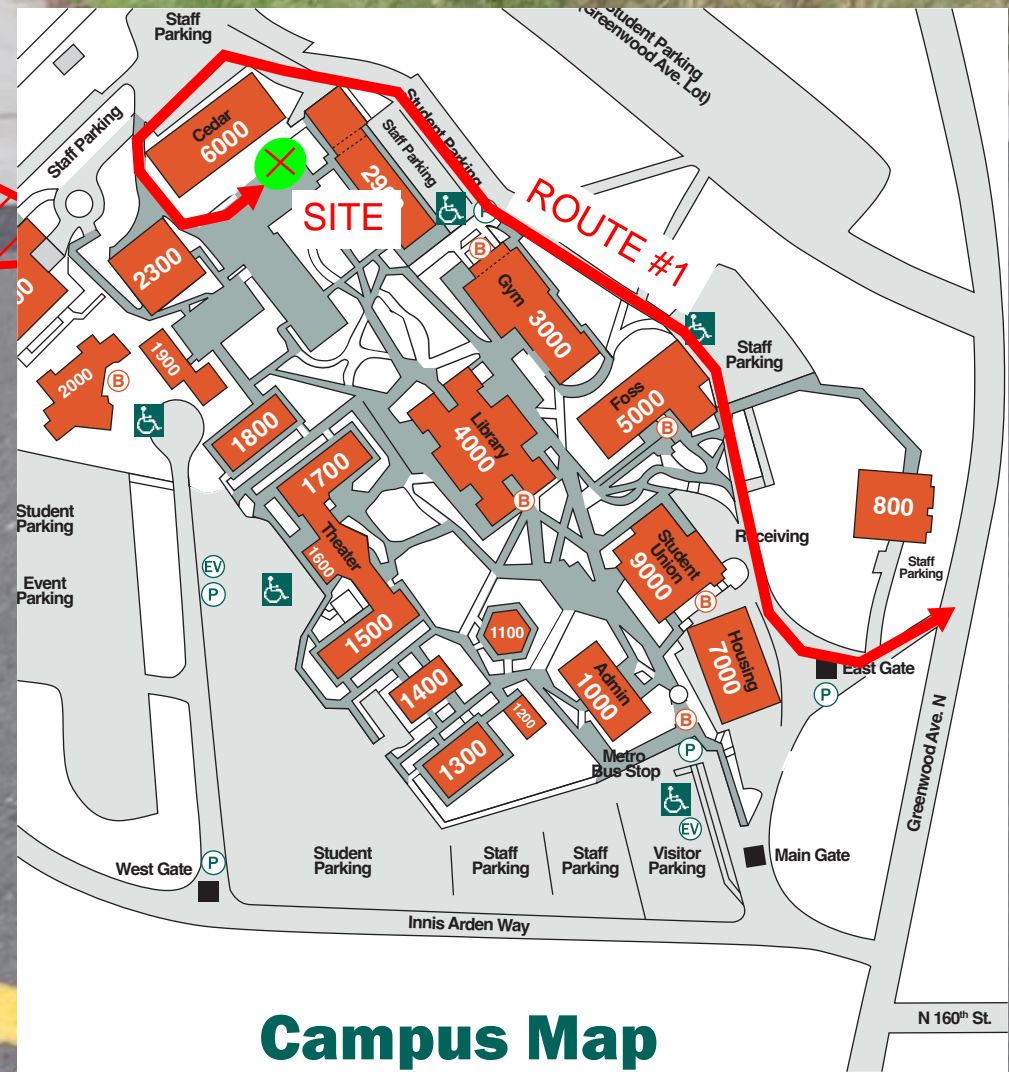 Staff
Parking
Student Parking
(Greenwood Ave. Lot)
Staff Parking
Cedar
6000
Student Parking
Staff Parking
SITE
P
ROUTE #1
B
2300
Gym 3000
Staff
Parking
2000
B
1900
Foss
5000
B
Library
4000
B
1800
1700
800
Student
Parking
Receiving
Theater
1600
Student
Union
9000
B
Staff
Parking
EV
P
Event
Parking
1500
1100
Housing
7000
East Gate
P
1400
Admin
1000
1200
B
1300
Metro
Bus Stop
P
Greenwood Ave. N
EV
West Gate
P
Student
Parking
Staff
Parking
Staff
Parking
Visitor
Parking
Main Gate
Innis Arden Way
N 160th St.
Campus Map